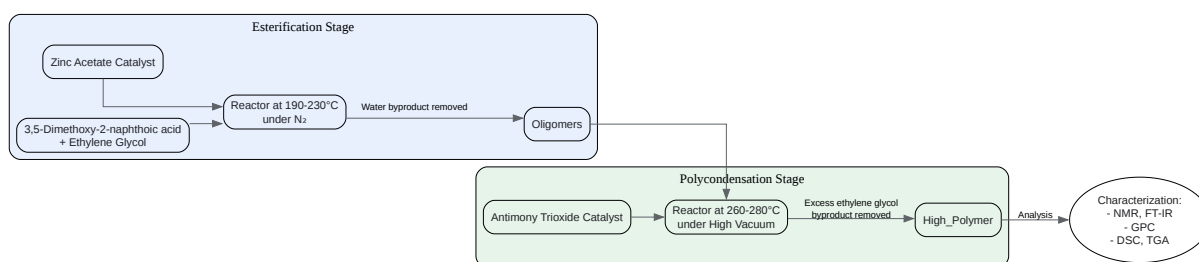 Esterification Stage
Zinc Acetate Catalyst
3,5-Dimethoxy-2-naphthoic acid
+ Ethylene Glycol
Reactor at 190-230°C
under N₂
Water byproduct removed
Oligomers
Polycondensation Stage
Antimony Trioxide Catalyst
Reactor at 260-280°C
under High Vacuum
Excess ethylene glycol
byproduct removed
High_Polymer
Analysis
Characterization:
- NMR, FT-IR
- GPC
- DSC, TGA